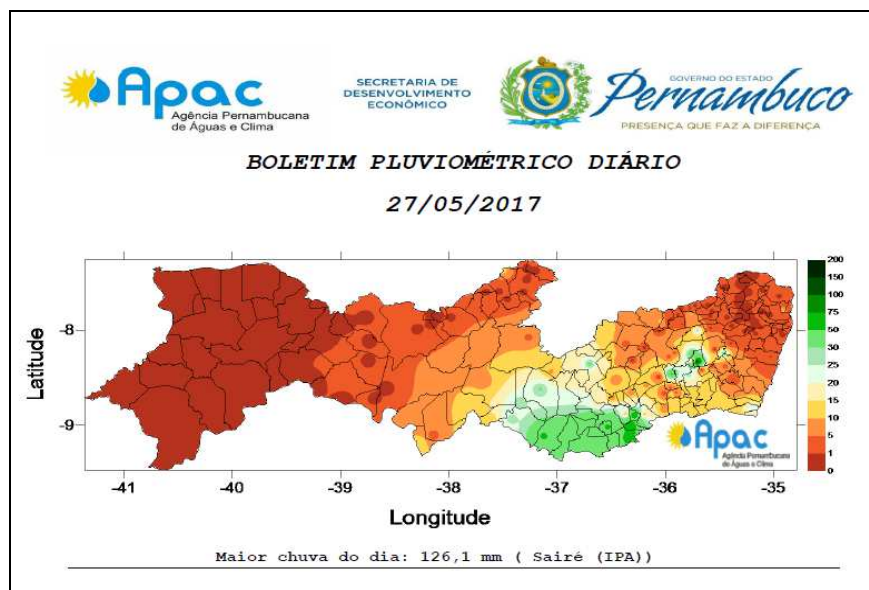 Apac
Agência Pernambucana
de Águas e Clima
SECRETARIA DE
DESENVOLVIMENTO
ECONÔMICO
GOVERNO DO ESTADO
Pernambuco
PRESENÇA QUE FAZ A DIFERENÇA
BOLETIM PLUVIOMÉTRICO DIÁRIO
27/05/2017
Latitude
-8
-9
200
150
100
75
50
30
25
20
15
10
5
1
0
Apac
Agência Pernambucana
de Águas e Clima
-41 -40 -39 -38 -37 -36 -35
Longitude
Maior chuva do dia: 126,1 mm ( Sairé (IPA))